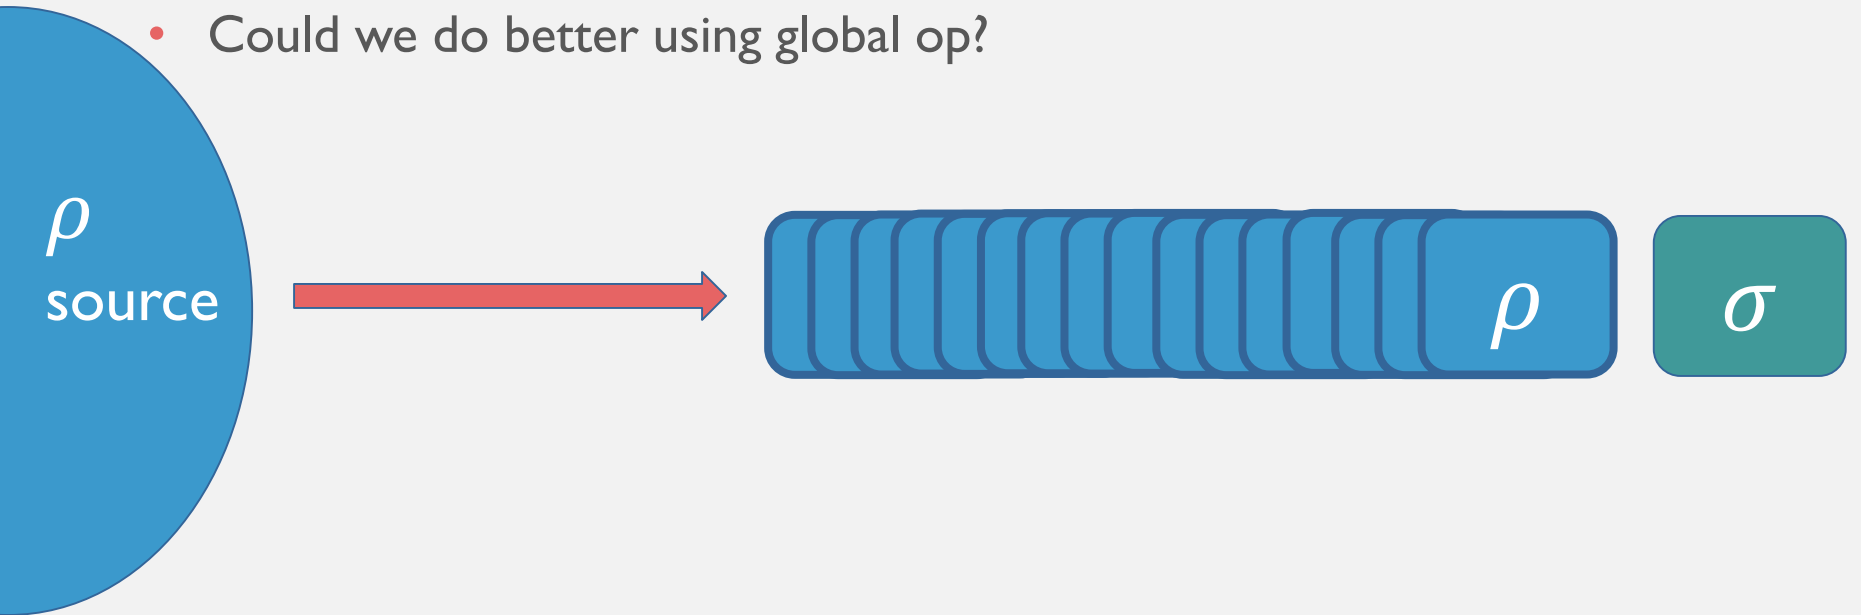 • Could we do better using global op?
ρ
source
ρ
σ